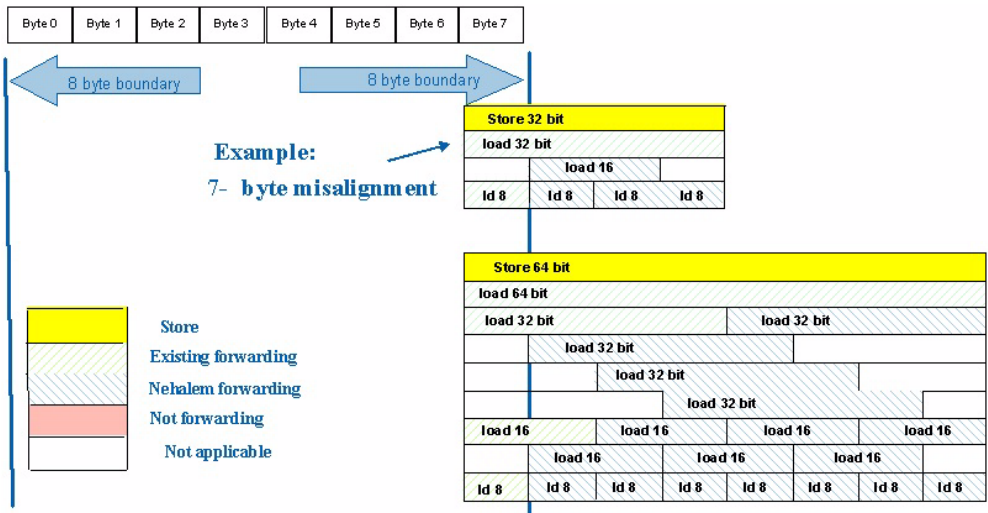 Byte 0 Byte 1 Byte 2 Byte 3 Byte 4 Byte 5 Byte 6 Byte 7
8 byte boundary 8 byte boundary
Store 32 bit
load 32 bit
load 16
ld 8 ld 8 ld 8 ld 8
Example:
7- byte misalignment
Store 64 bit
load 64 bit
load 32 bit load 32 bit
load 32 bit
load 32 bit
load 32 bit
load 16 load 16 load 16 load 16
load 16 load 16 load 16
ld 8 ld 8 ld 8 ld 8 ld 8 ld 8 ld 8 ld 8
Store
Existing forwarding
Nehalem forwarding
Not forwarding
Not applicable